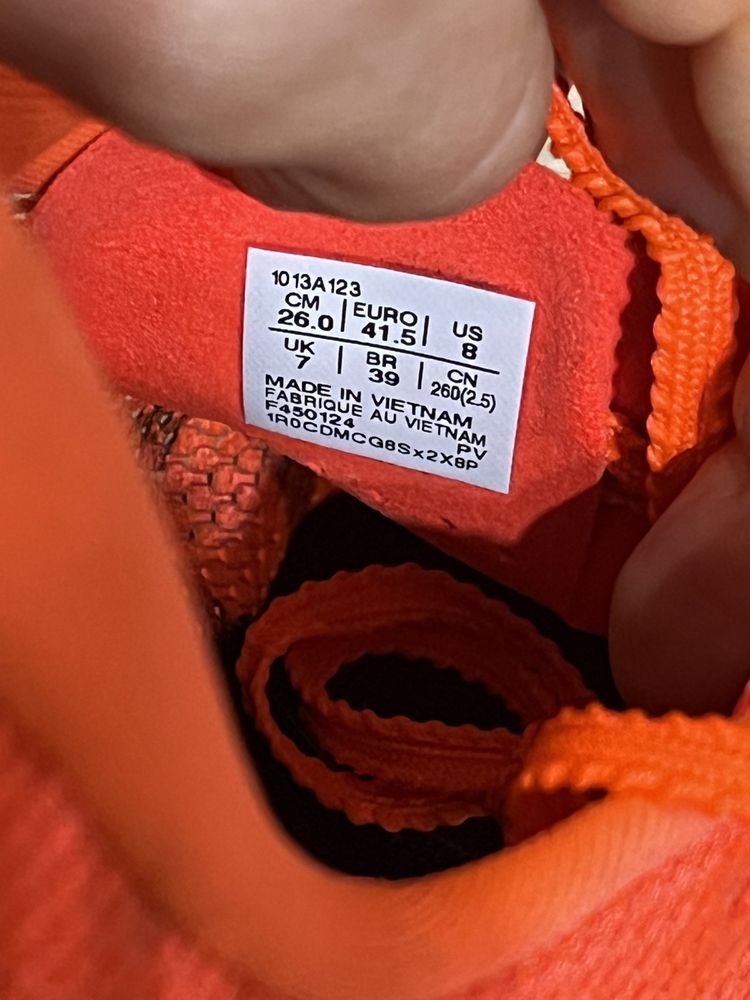 1013A123
CM 26.0 | EURO 41.5 | US 8
UK 7 | BR 39 | CN 260(2.5)
MADE IN VIETNAM
FABRIQUE AU VIETNAM
F450124 PV
1R0CDMCG8Sx2X8P